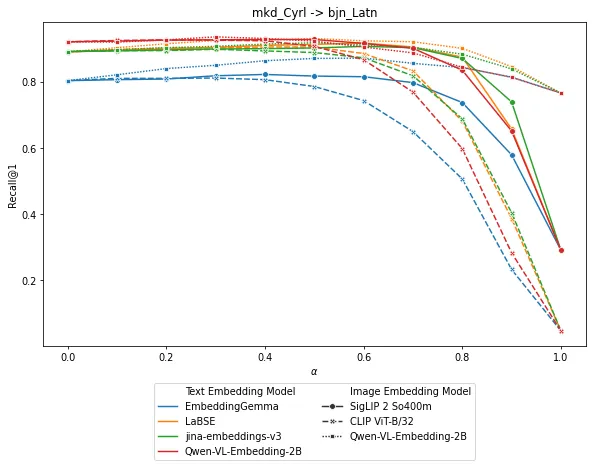 mkd_Cyrl -> bjn_Latn
Recall@1
0.8
0.6
0.4
0.2
0.0 0.2 0.4 0.6 0.8 1.0
α
Text Embedding Model Image Embedding Model
EmbeddingGemma SigLIP 2 So400m
LaBSE CLIP ViT-B/32
jina-embeddings-v3 Qwen-VL-Embedding-2B
Qwen-VL-Embedding-2B